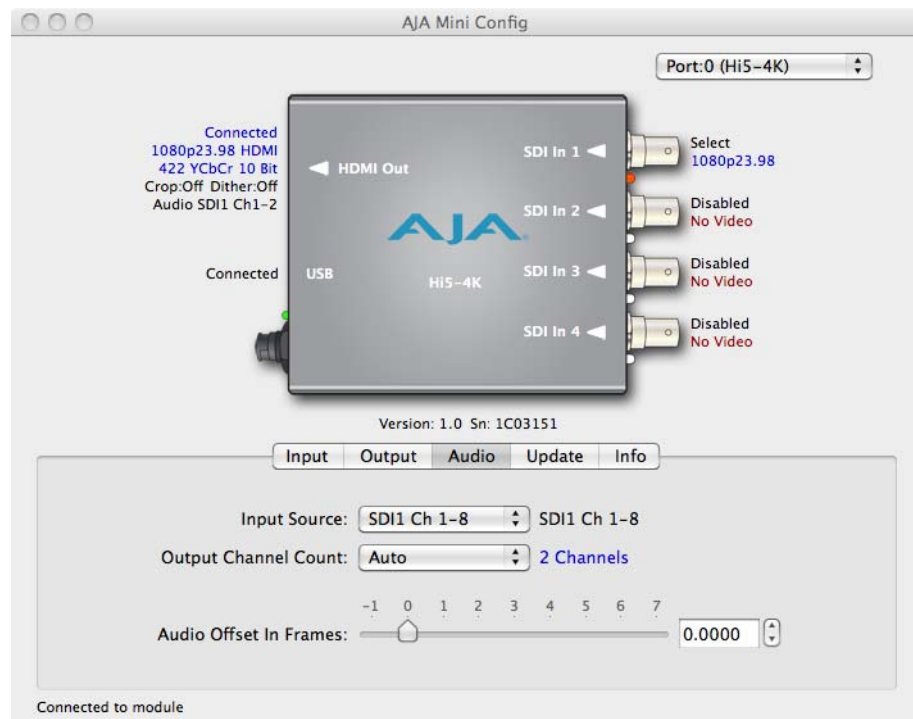 AJA Mini Config
Port:0 (Hi5-4K)
Connected
1080p23.98 HDMI
422 YCbCr 10 Bit
Crop:Off Dither:Off
Audio SDI1 Ch1-2
HDMI Out
SDI In 1
Select
1080p23.98
SDI In 2
Disabled
No Video
AJA
Connected
USB
Hi5-4K
SDI In 3
Disabled
No Video
SDI In 4
Disabled
No Video
Version: 1.0 Sn: 1C03151
Input Output Audio Update Info
Input Source: SDI1 Ch 1-8 SDI1 Ch 1-8
Output Channel Count: Auto 2 Channels
-1 0 1 2 3 4 5 6 7
Audio Offset In Frames: 0.0000
Connected to module